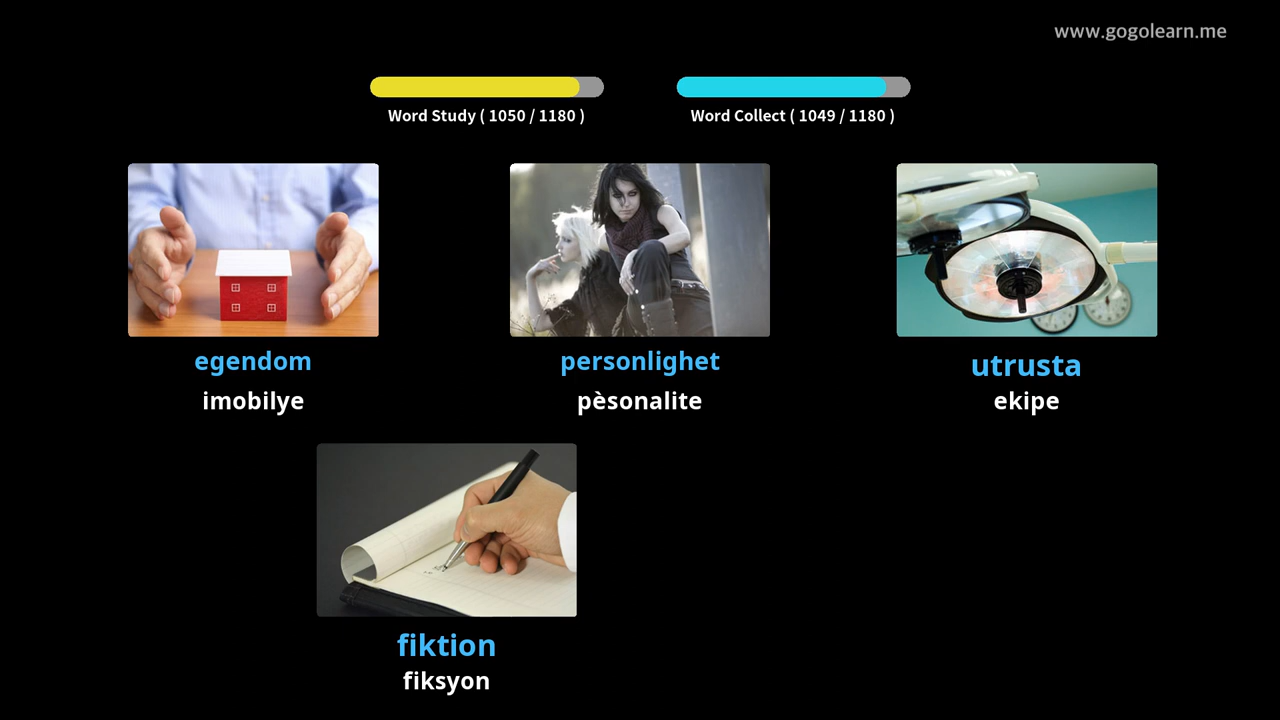 www.gogolearn.me
Word Study ( 1050 / 1180 )
Word Collect ( 1049 / 1180 )
egendom
imobilye
personlighet
pèsonalite
utrusta
ekipe
fiktion
fiksyon